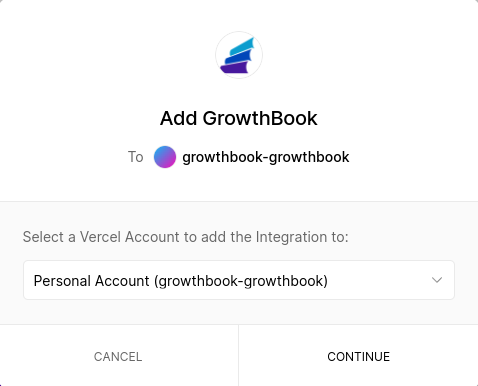 Add GrowthBook
To growthbook-growthbook
Select a Vercel Account to add the Integration to:
Personal Account (growthbook-growthbook)
CANCEL
CONTINUE